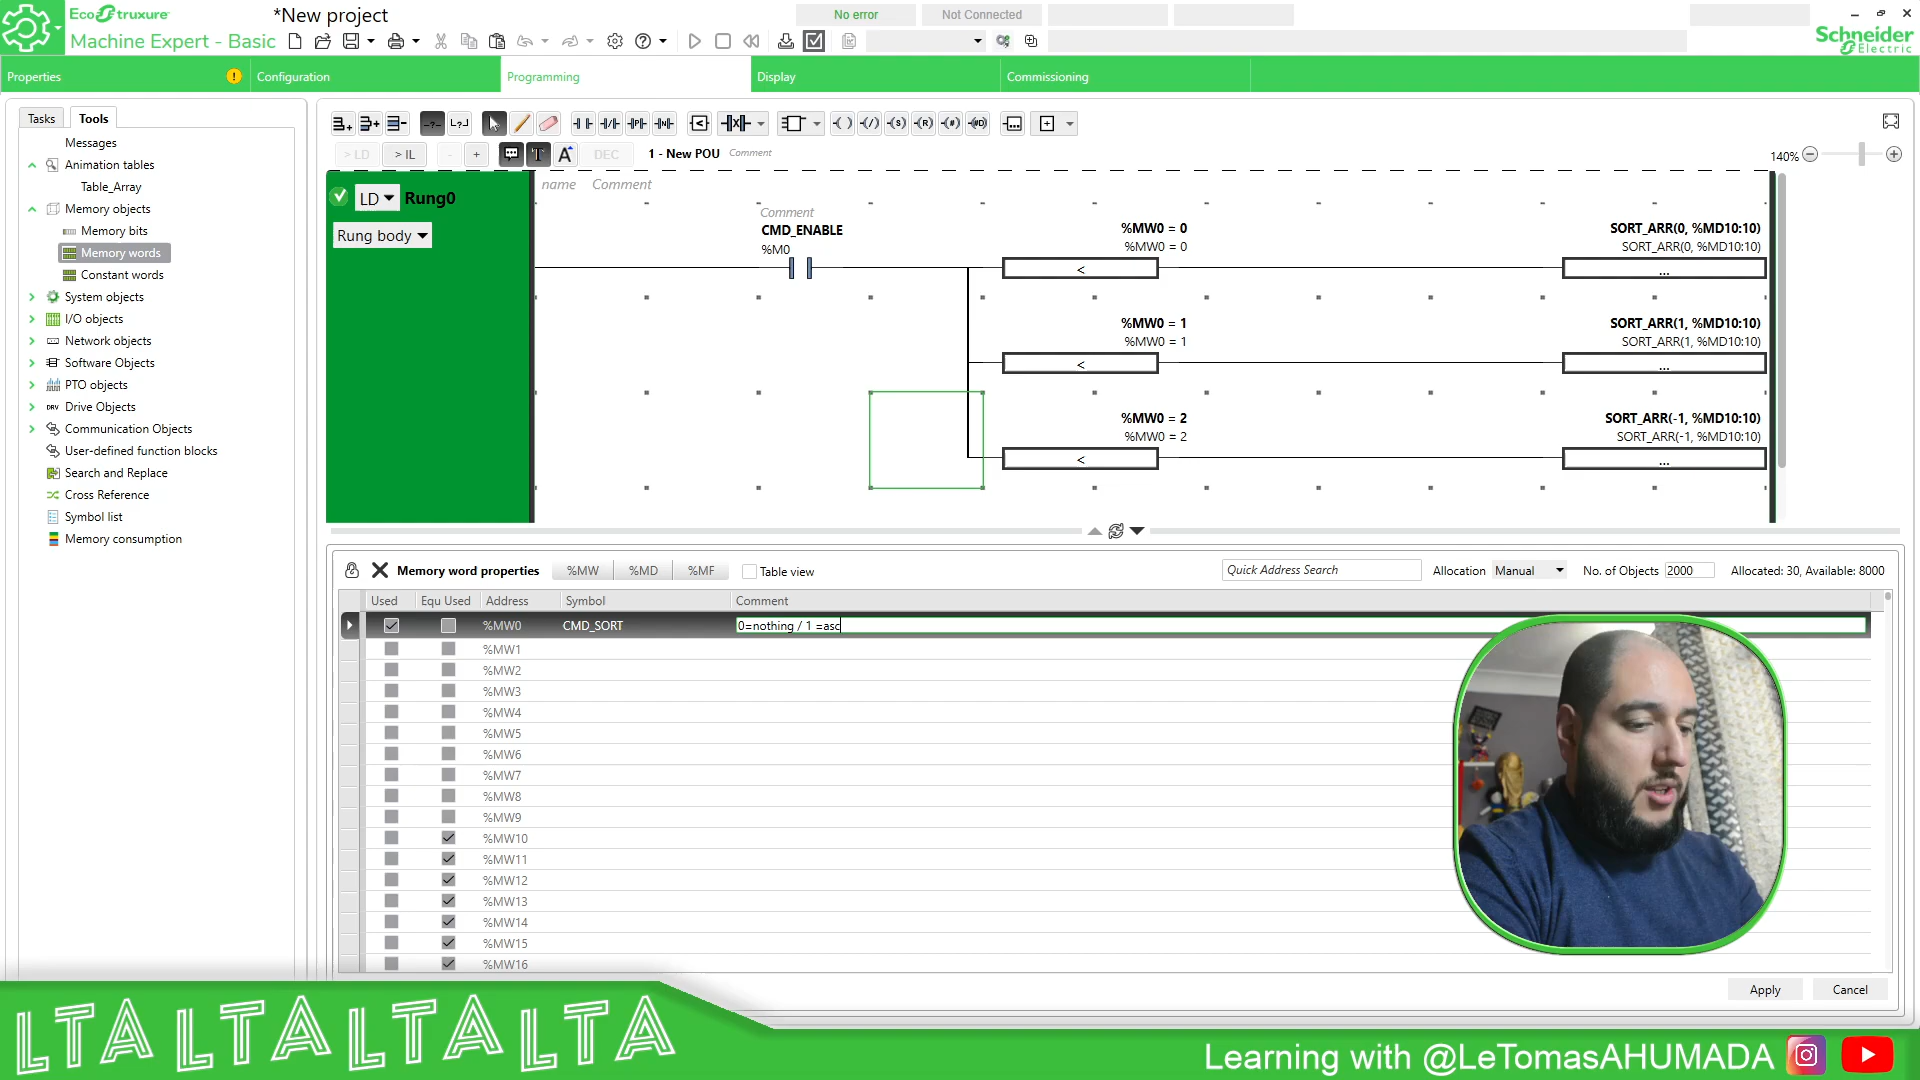 EcoStruxure
Machine Expert - Basic
*New project
No error
Not Connected
Schneider
Electric
Properties
Configuration
Programming
Display
Commissioning
Tasks
Tools
Messages
Animation tables
Table_Array
Memory objects
Memory bits
Memory words
Constant words
System objects
I/O objects
Network objects
Software Objects
PTO objects
DRV Drive Objects
Communication Objects
User-defined function blocks
Search and Replace
Cross Reference
Symbol list
Memory consumption
> LD
> IL
-
+
T
A
DEC
1 - New POU
Comment
140%
LD
Rung0
Rung body
name Comment
Comment
CMD_ENABLE
%M0
%MW0 = 0
%MW0 = 0
<
SORT_ARR(0, %MD10:10)
SORT_ARR(0, %MD10:10)
...
%MW0 = 1
%MW0 = 1
<
SORT_ARR(1, %MD10:10)
SORT_ARR(1, %MD10:10)
...
%MW0 = 2
%MW0 = 2
<
SORT_ARR(-1, %MD10:10)
SORT_ARR(-1, %MD10:10)
...
Memory word properties
%MW
%MD
%MF
Table view
Quick Address Search
Allocation Manual
No. of Objects 2000
Allocated: 30, Available: 8000
Used Equ Used Address Symbol Comment
%MW0 CMD_SORT 0=nothing / 1 =asc
%MW1
%MW2
%MW3
%MW4
%MW5
%MW6
%MW7
%MW8
%MW9
%MW10
%MW11
%MW12
%MW13
%MW14
%MW15
%MW16
Apply
Cancel
LTALTALTALTA
Learning with @LeTomasAHUMADA